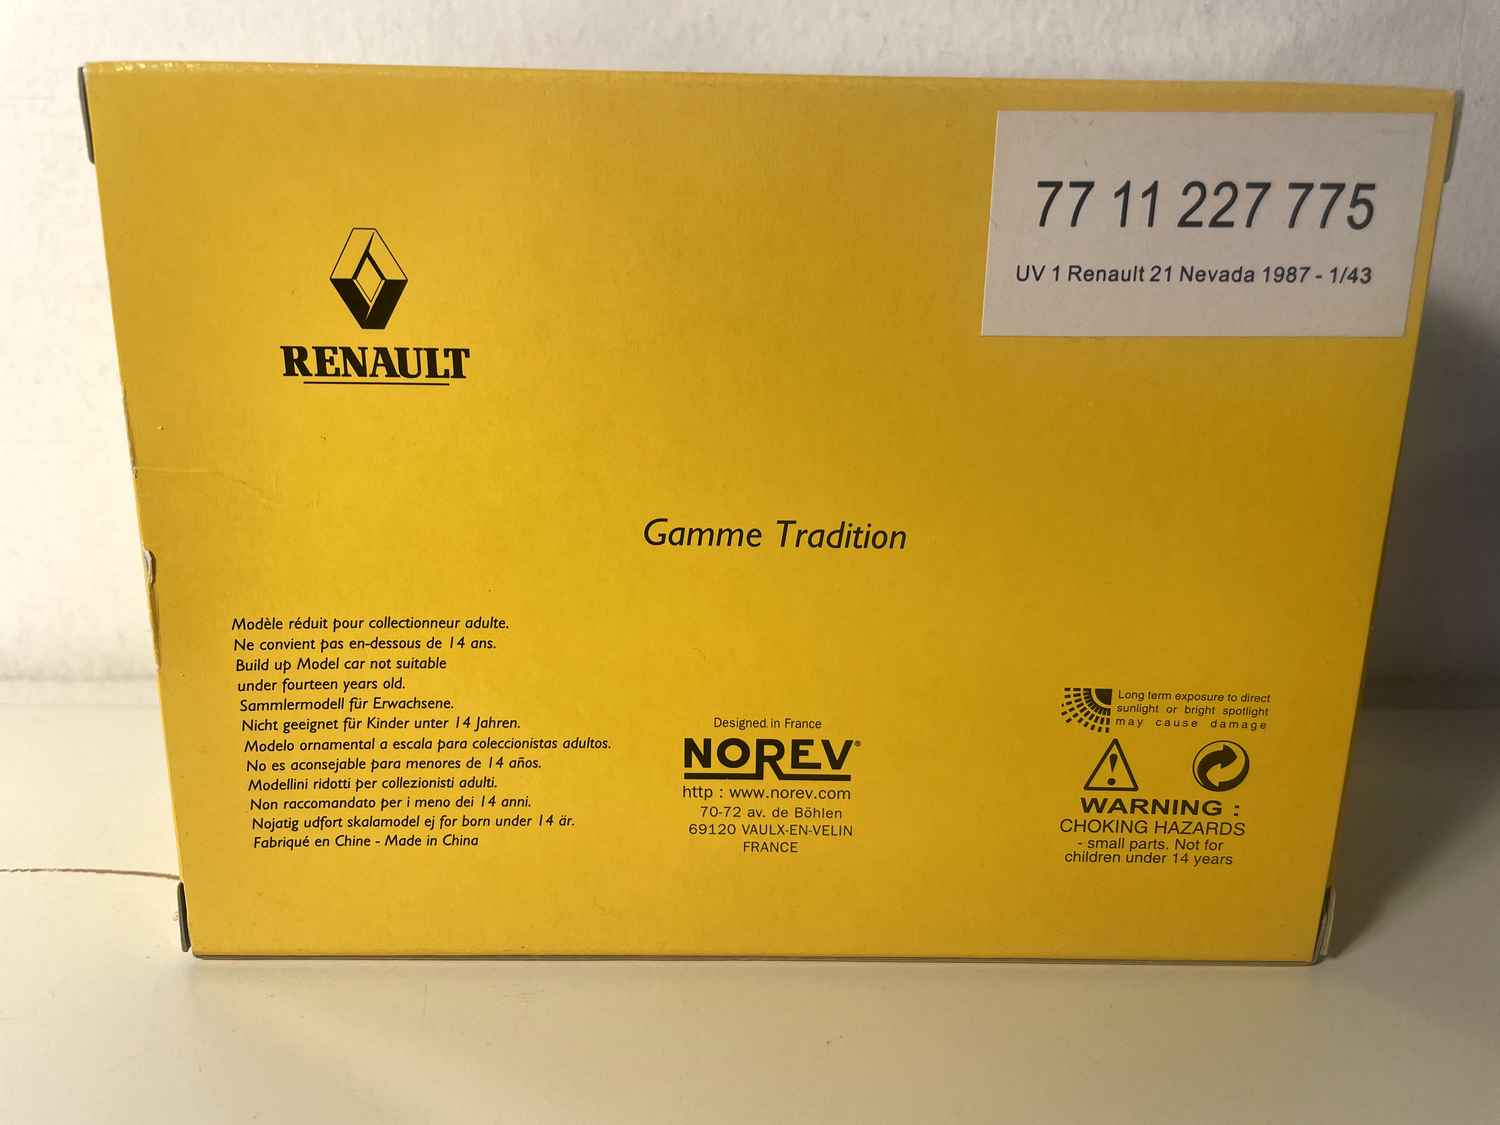 77 11 227 775
UV 1 Renault 21 Nevada 1987 - 1/43
RENAULT
Gamme Tradition
Modèle réduit pour collectionneur adulte.
Ne convient pas en-dessous de 14 ans.
Build up Model car not suitable
under fourteen years old.
Sammlermodell für Erwachsene.
Nicht geeignet für Kinder unter 14 Jahren.
Modelo ornamental a escala para coleccionistas adultos.
No es aconsejable para menores de 14 años.
Modellini ridotti per collezionisti adulti.
Non raccomandato per i meno dei 14 anni.
Nojatig udfort skalamodel ej for born under 14 är.
Fabriqué en Chine - Made in China
Designed in France
NOREV®
http : www.norev.com
70-72 av. de Böhlen
69120 VAULX-EN-VELIN
FRANCE
Long term exposure to direct
sunlight or bright spotlight
may cause damage
WARNING :
CHOKING HAZARDS
- small parts. Not for
children under 14 years